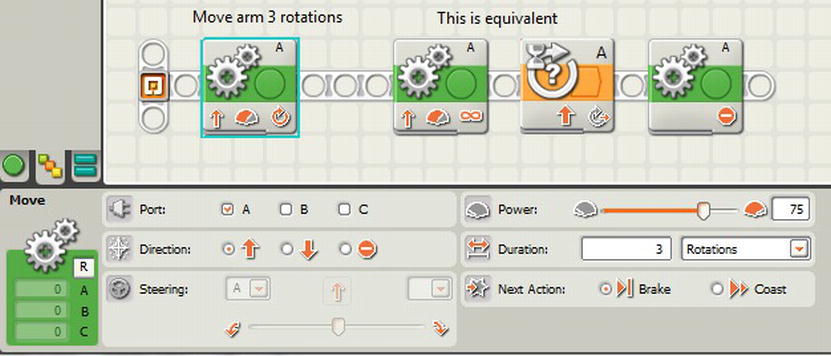 Move arm 3 rotations This is equivalent
A A A A
Move
R
0 A
0 B
0 C
Port: A B C
Direction:
Steering: A
Power: 75
Duration: 3 Rotations
Next Action: Brake Coast